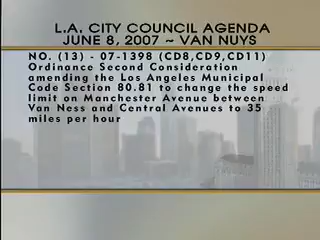 L.A. CITY COUNCIL AGENDA
JUNE 8, 2007 ~ VAN NUYS
NO. (13) - 07-1398 (CD8,CD9,CD11)
Ordinance Second Consideration
amending the Los Angeles Municipal
Code Section 80.81 to change the speed
limit on Manchester Avenue between
Van Ness and Central Avenues to 35
miles per hour